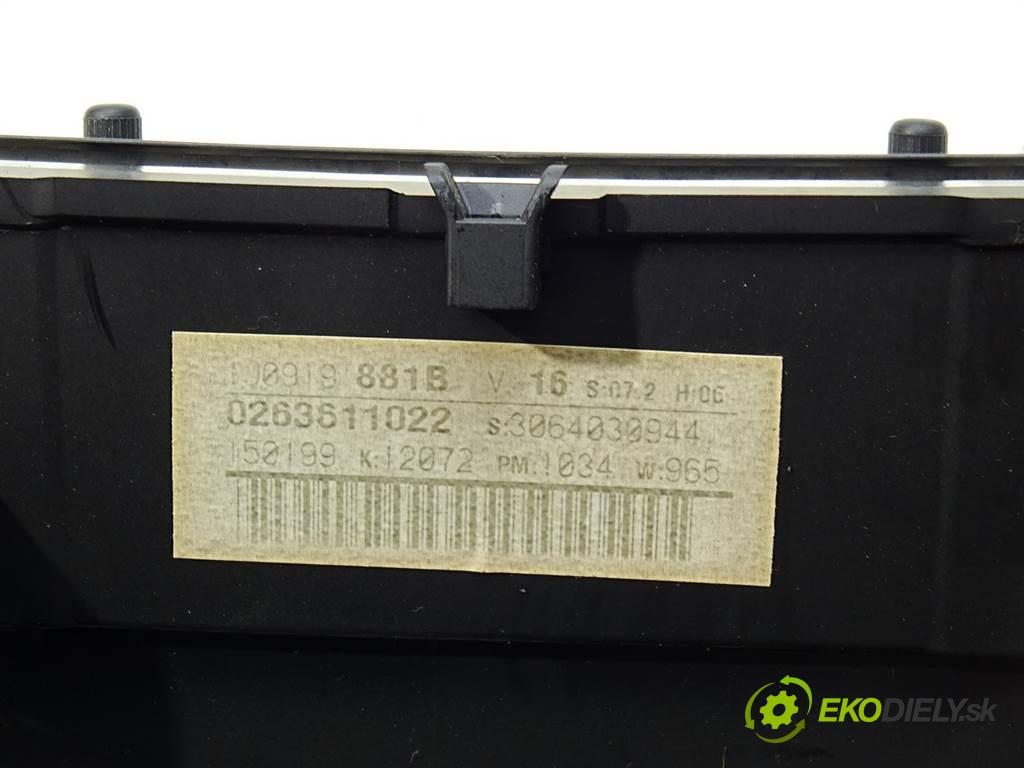 1J0919 881B V 16 S:07.2 H:06
0263611022 S:3064030944
150199 K:12072 PM:1034 W:965
EKODIELY.sk